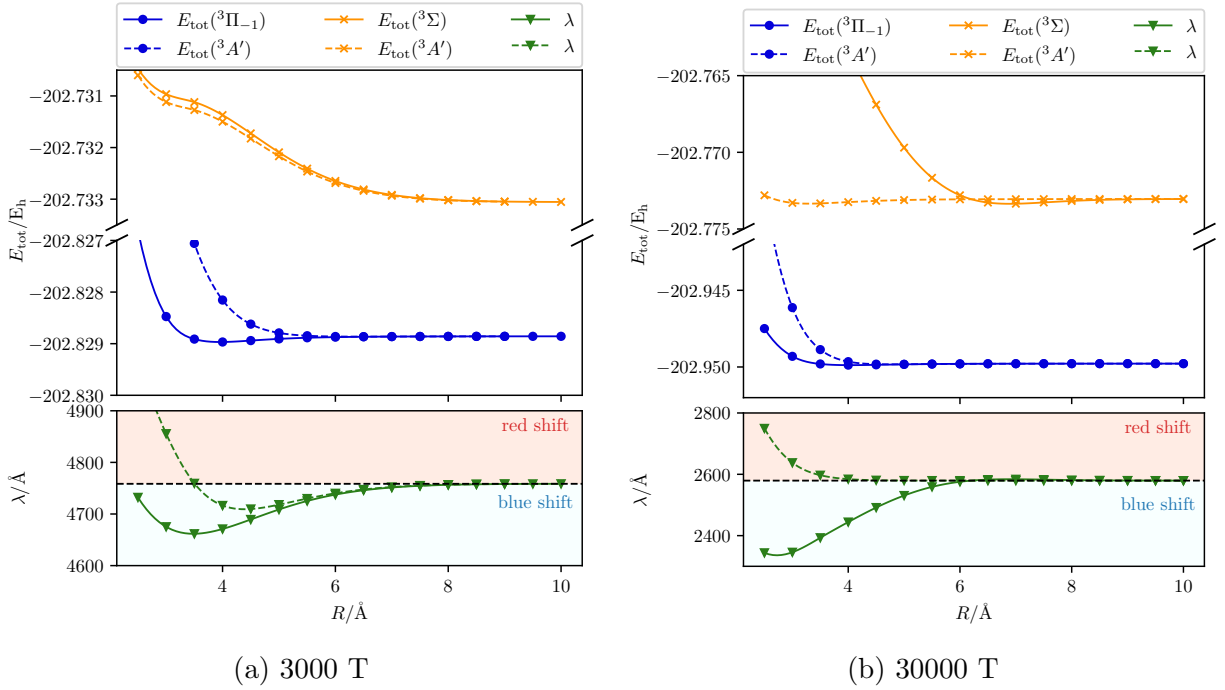 E_tot(³Π₋₁) E_tot(³Σ) λ
E_tot(³A′) E_tot(³A′) λ
−202.731
−202.732
−202.733
−202.827
−202.828
−202.829
−202.830
E_tot/E_h
4900
4800
4700
4600
λ/Å
red shift
blue shift
4 6 8 10
R/Å
(a) 3000 T
E_tot(³Π₋₁) E_tot(³Σ) λ
E_tot(³A′) E_tot(³A′) λ
−202.765
−202.770
−202.775
−202.945
−202.950
E_tot/E_h
2800
2600
2400
λ/Å
red shift
blue shift
4 6 8 10
R/Å
(b) 30000 T